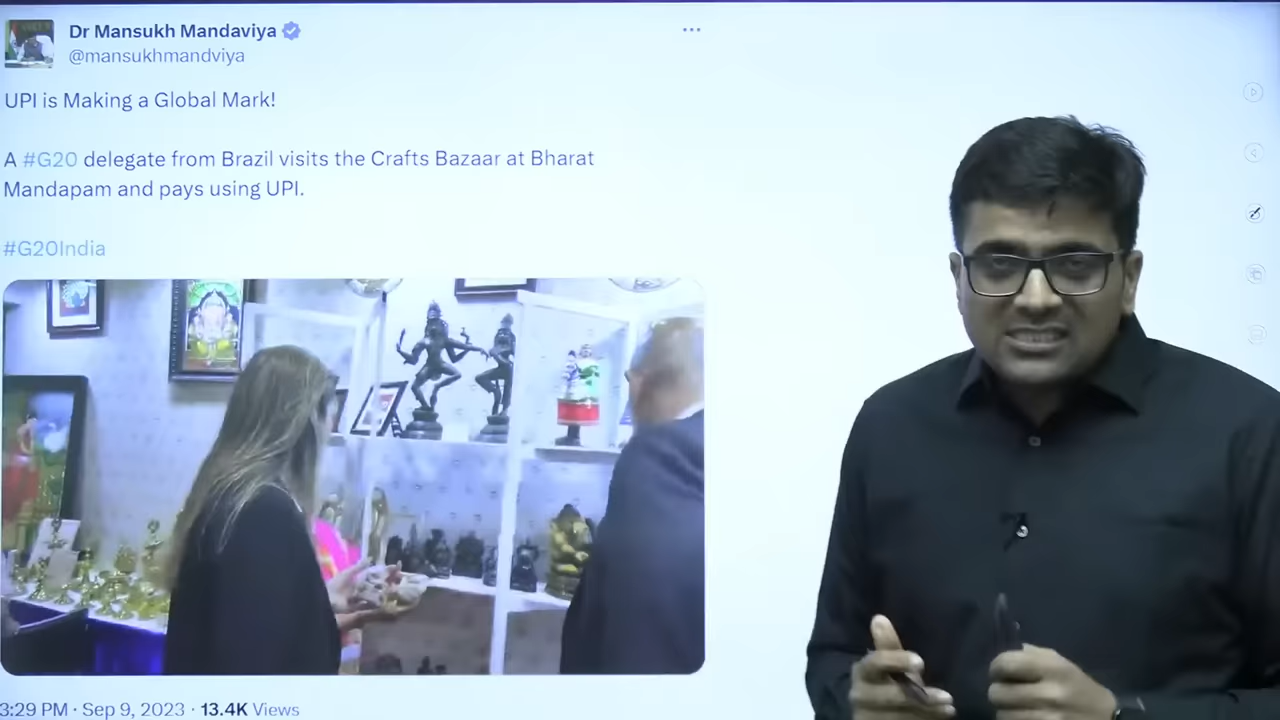 Dr Mansukh Mandaviya
@mansukhmandviya
UPI is Making a Global Mark!
A #G20 delegate from Brazil visits the Crafts Bazaar at Bharat
Mandapam and pays using UPI.
#G20India
3:29 PM · Sep 9, 2023 · 13.4K Views